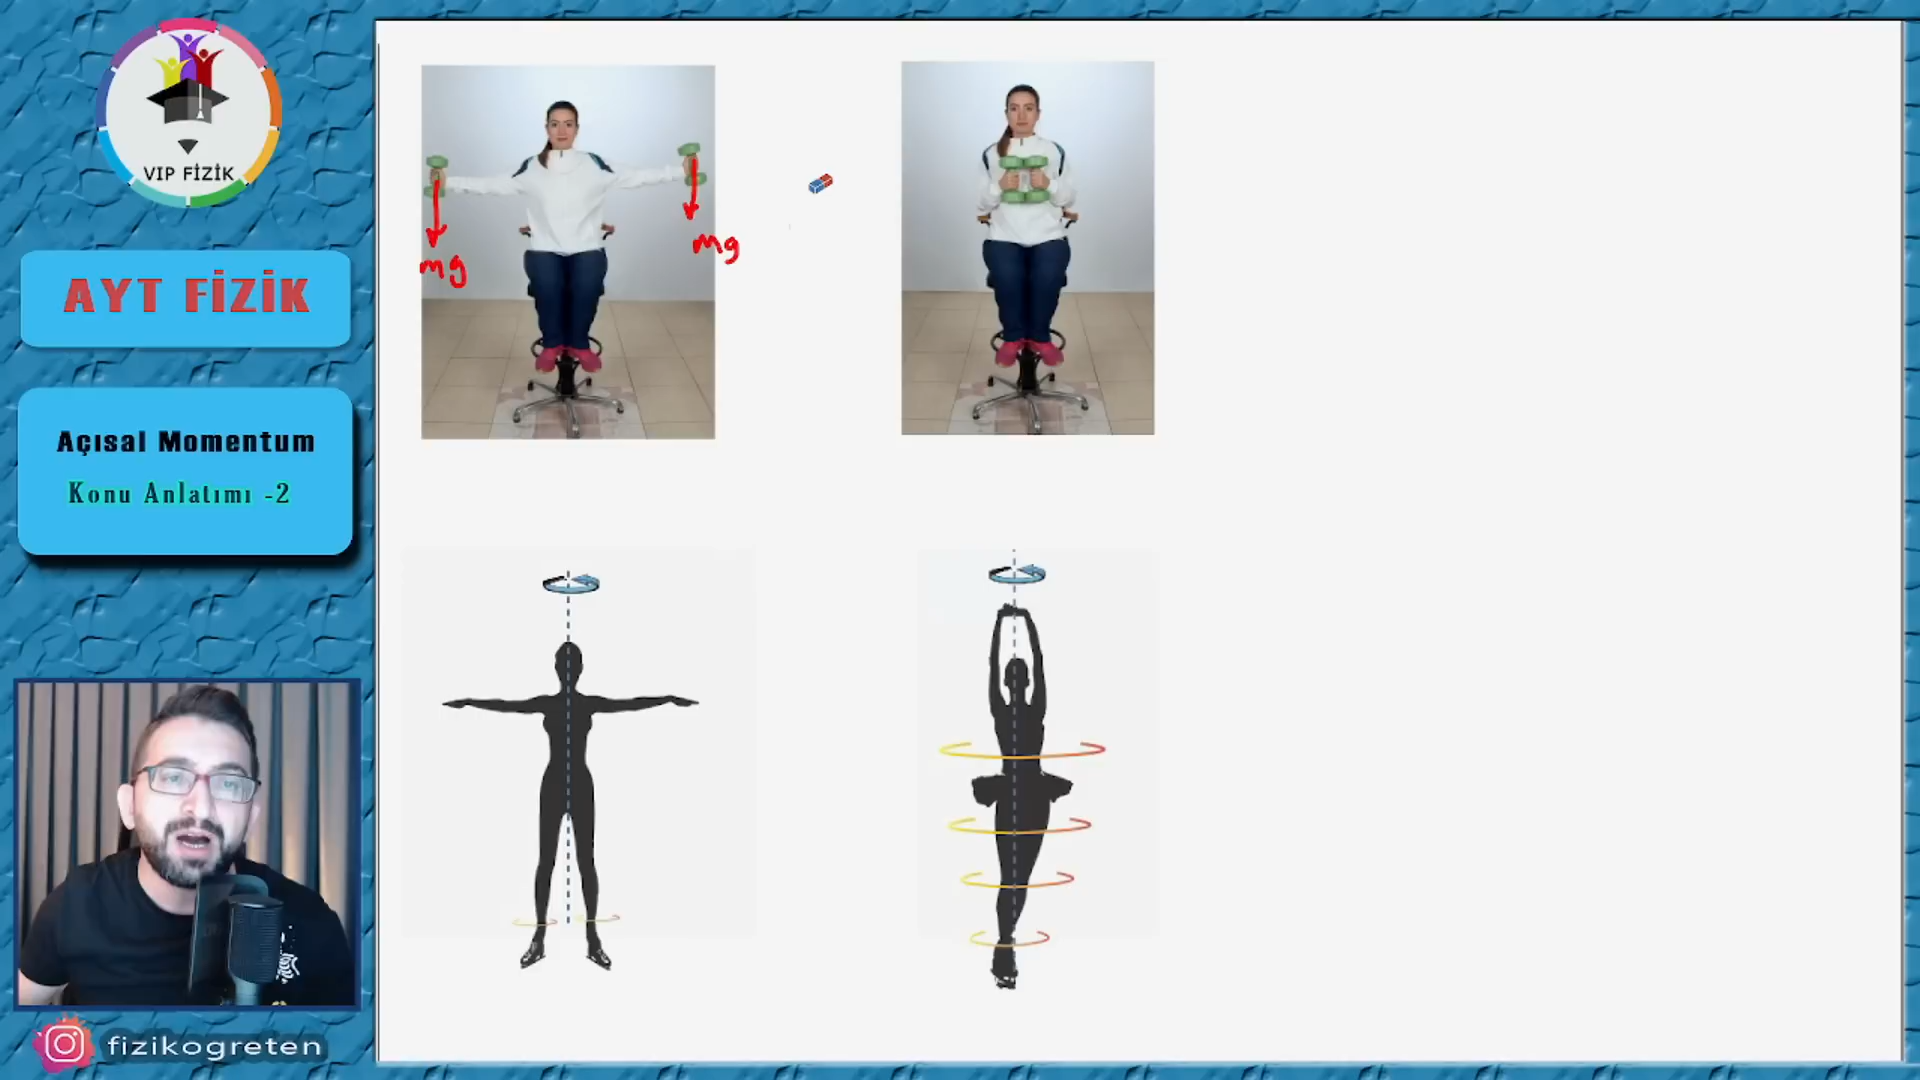 VIP FİZİK
AYT FİZİK
Açısal Momentum
Konu Anlatımı -2
mg
mg
fizikogreten